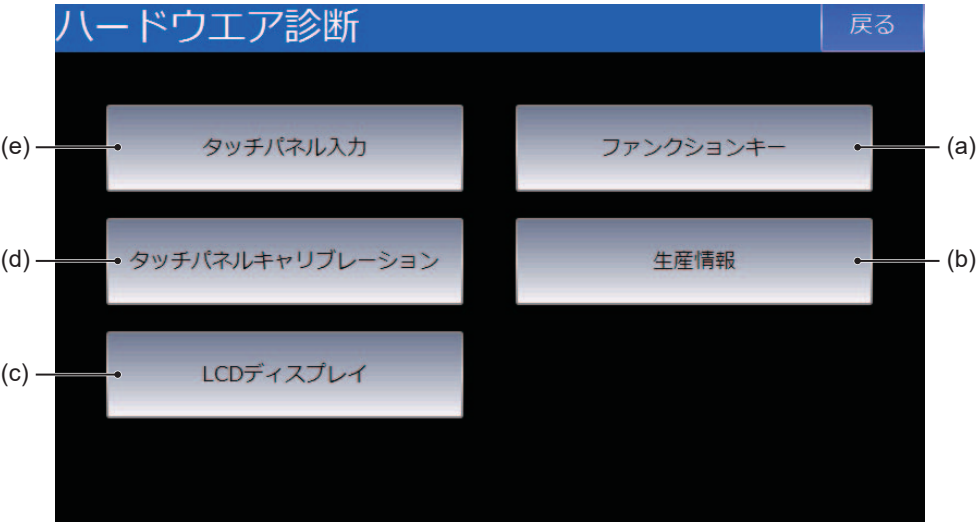 ハードウエア診断
戻る
(e)
タッチパネル入力
ファンクションキー
(a)
(d)
タッチパネルキャリブレーション
生産情報
(b)
(c)
LCDディスプレイ